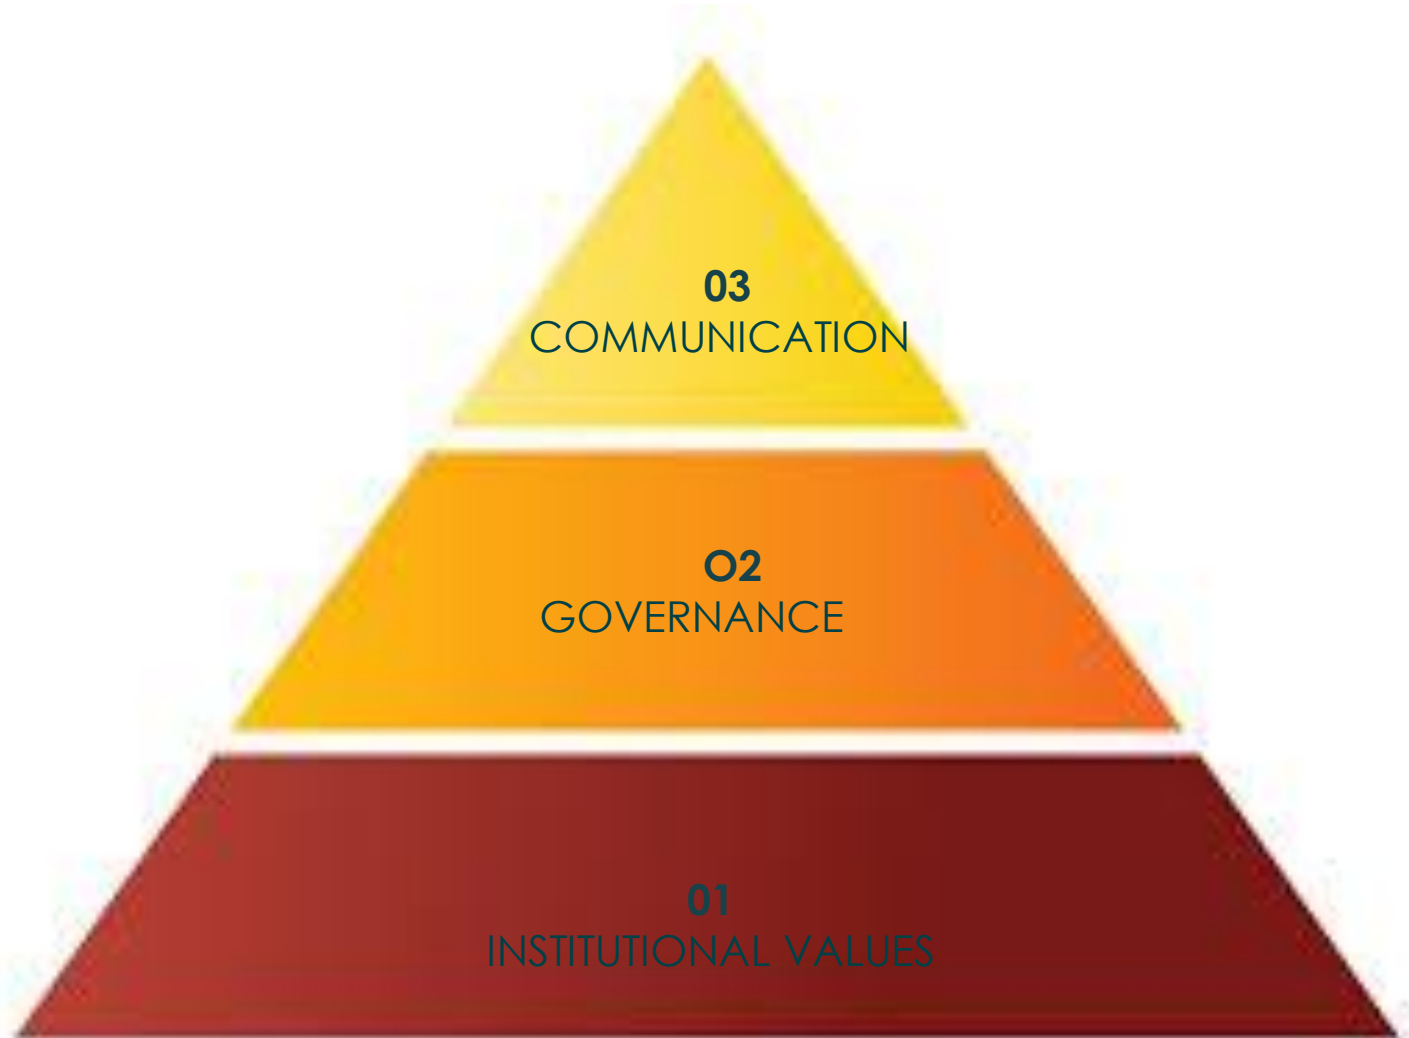 03
COMMUNICATION
O2
GOVERNANCE
01
INSTITUTIONAL VALUES